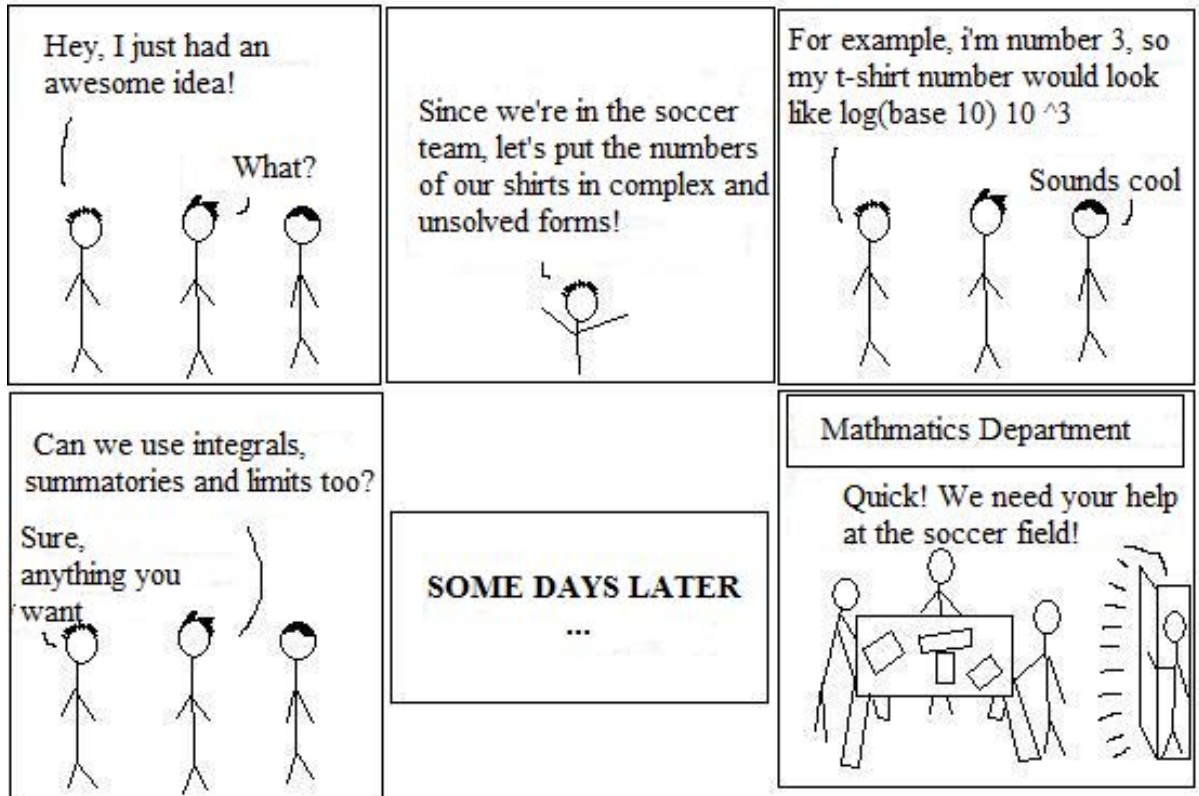 Hey, I just had an
awesome idea!
What?
Since we're in the soccer
team, let's put the numbers
of our shirts in complex and
unsolved forms!
For example, i'm number 3, so
my t-shirt number would look
like log(base 10) 10 ^3
Sounds cool
Can we use integrals,
summatories and limits too?
Sure,
anything you
want
SOME DAYS LATER
...
Mathmatics Department
Quick! We need your help
at the soccer field!